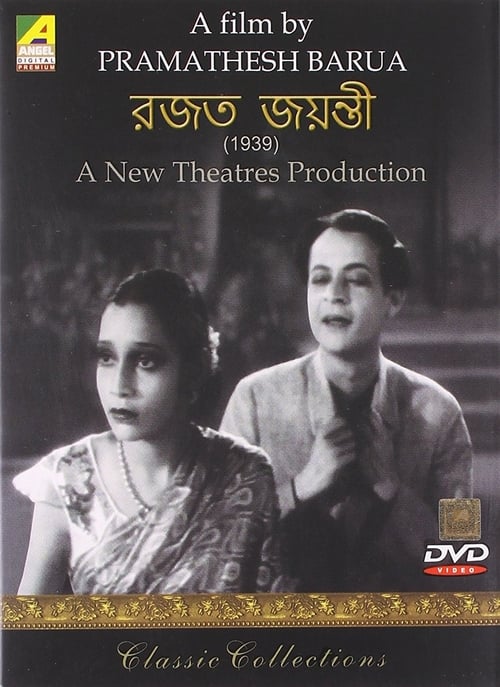 A film by
PRAMATHESH BARUA
রজত জয়ন্তী
(1939)
A New Theatres Production
A
ANGEL
DIGITAL
PREMIUM
DVD
VIDEO
Classic Collections